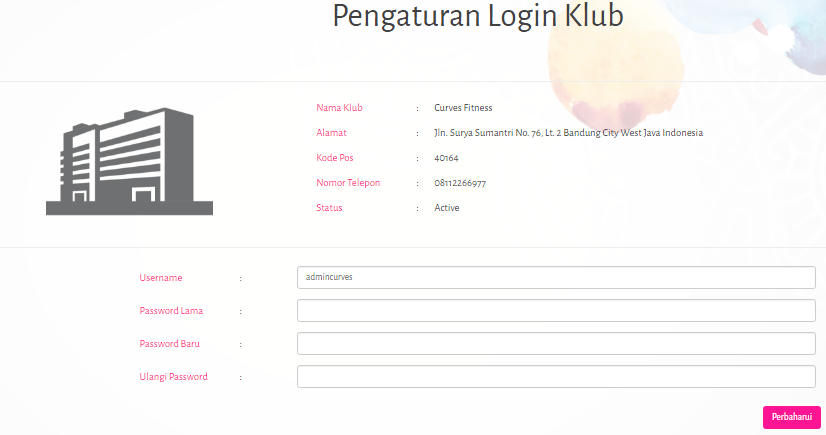 Pengaturan Login Klub
Nama Klub : Curves Fitness
Alamat : Jln. Surya Sumantri No. 76, Lt. 2 Bandung City West Java Indonesia
Kode Pos : 40164
Nomor Telepon : 08112266977
Status : Active
Username : admincurves
Password Lama :
Password Baru :
Ulangi Password :
Perbaharui